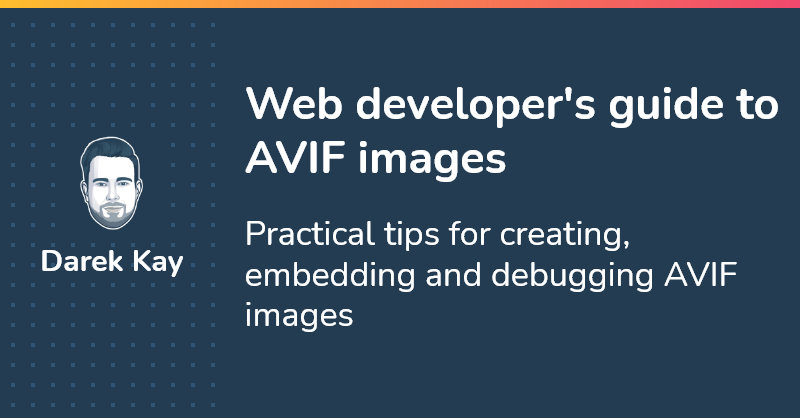 Web developer's guide to
AVIF images
Practical tips for creating,
embedding and debugging AVIF
images
Darek Kay